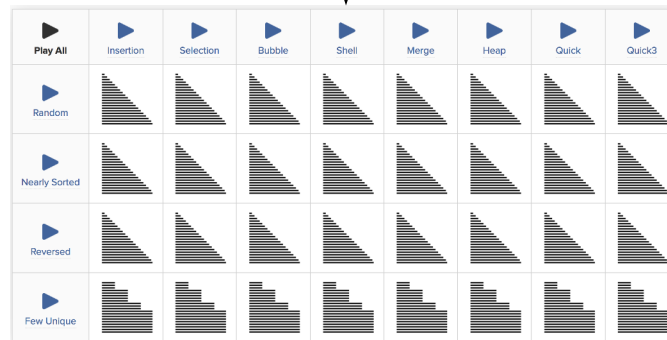 Play All Insertion Selection Bubble Shell Merge Heap Quick Quick3
Random
Nearly Sorted
Reversed
Few Unique